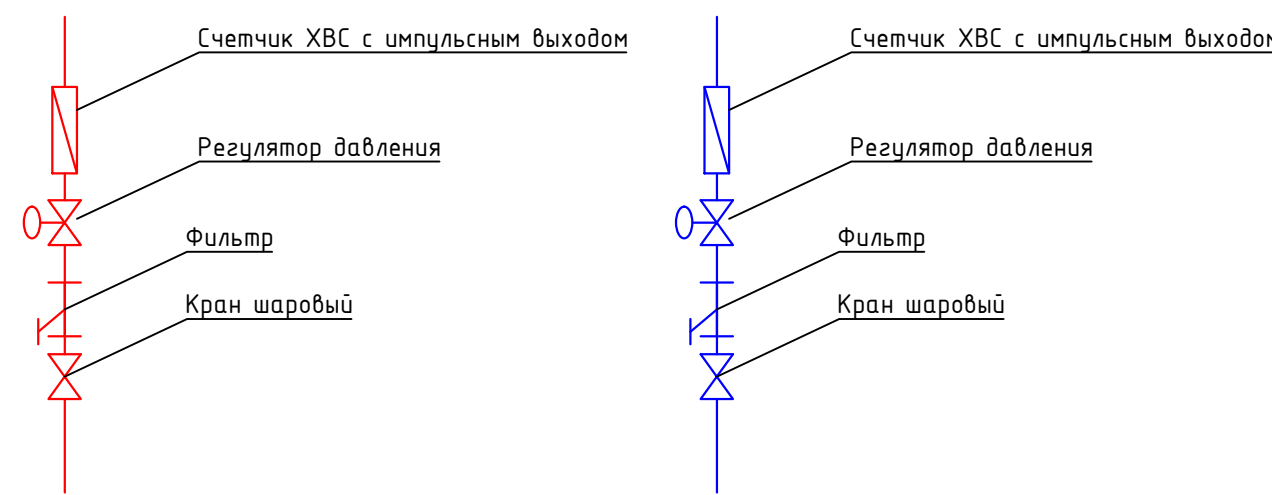 Счетчик ХВС с импульсным выходом
Регулятор давления
Фильтр
Кран шаровый
Счетчик ХВС с импульсным выходом
Регулятор давления
Фильтр
Кран шаровый